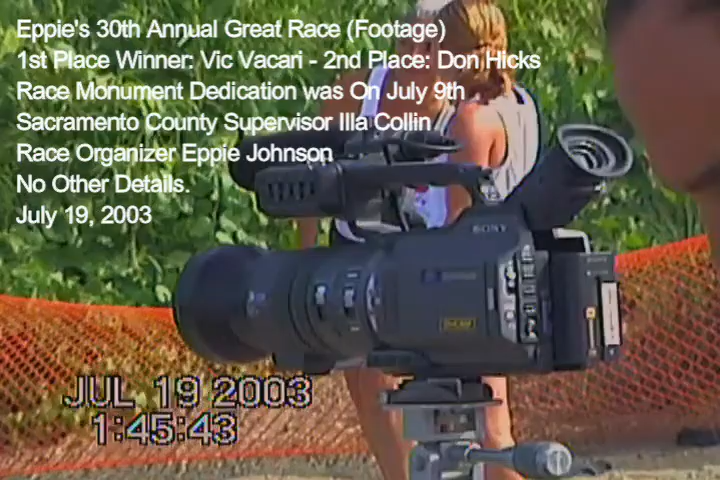 Eppie's 30th Annual Great Race (Footage)
1st Place Winner: Vic Vacari - 2nd Place: Don Hicks
Race Monument Dedication was On July 9th
Sacramento County Supervisor Illa Collin
Race Organizer Eppie Johnson
No Other Details.
July 19, 2003
SONY
JUL 19 2003
1:45:43